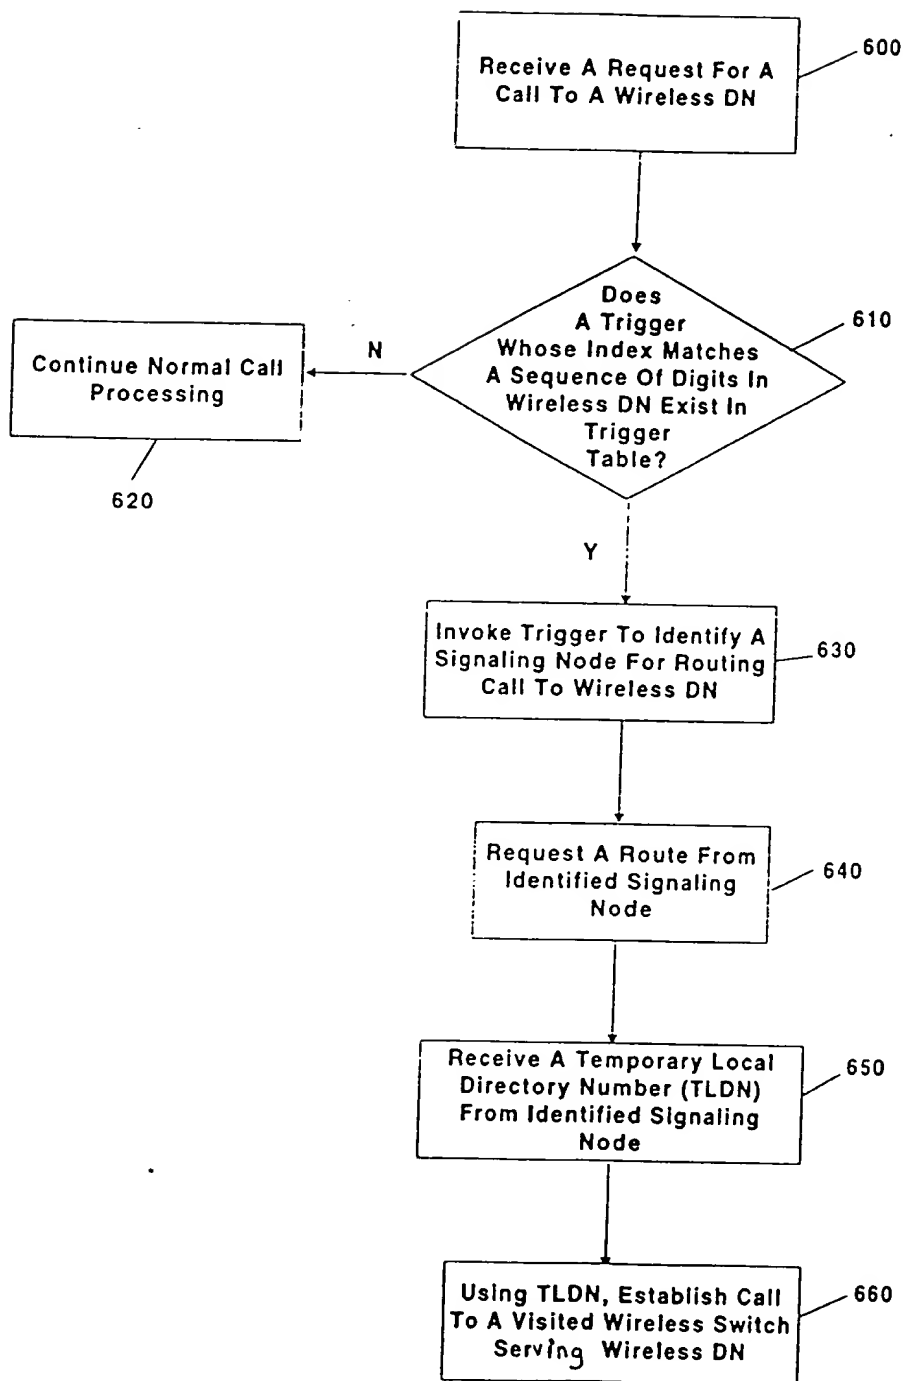 Receive A Request For A
Call To A Wireless DN
600
Does
A Trigger
Whose Index Matches
A Sequence Of Digits In
Wireless DN Exist In
Trigger
Table?
610
N
Continue Normal Call
Processing
620
Y
Invoke Trigger To Identify A
Signaling Node For Routing
Call To Wireless DN
630
Request A Route From
Identified Signaling
Node
640
Receive A Temporary Local
Directory Number (TLDN)
From Identified Signaling
Node
650
Using TLDN, Establish Call
To A Visited Wireless Switch
Serving Wireless DN
660